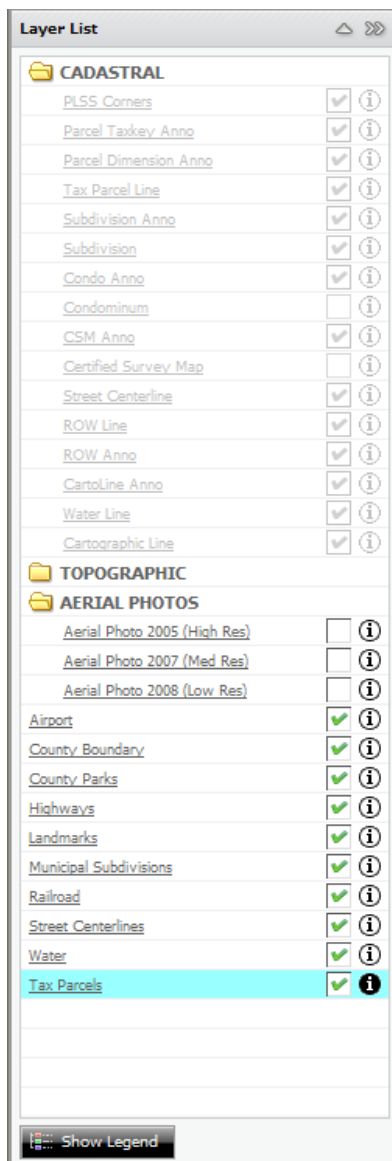 Layer List
CADASTRAL
PLSS Corners
Parcel Taxkey Anno
Parcel Dimension Anno
Tax Parcel Line
Subdivision Anno
Subdivision
Condo Anno
Condominum
CSM Anno
Certified Survey Map
Street Centerline
ROW Line
ROW Anno
CartoLine Anno
Water Line
Cartographic Line
TOPOGRAPHIC
AERIAL PHOTOS
Aerial Photo 2005 (High Res)
Aerial Photo 2007 (Med Res)
Aerial Photo 2008 (Low Res)
Airport
County Boundary
County Parks
Highways
Landmarks
Municipal Subdivisions
Railroad
Street Centerlines
Water
Tax Parcels
Show Legend